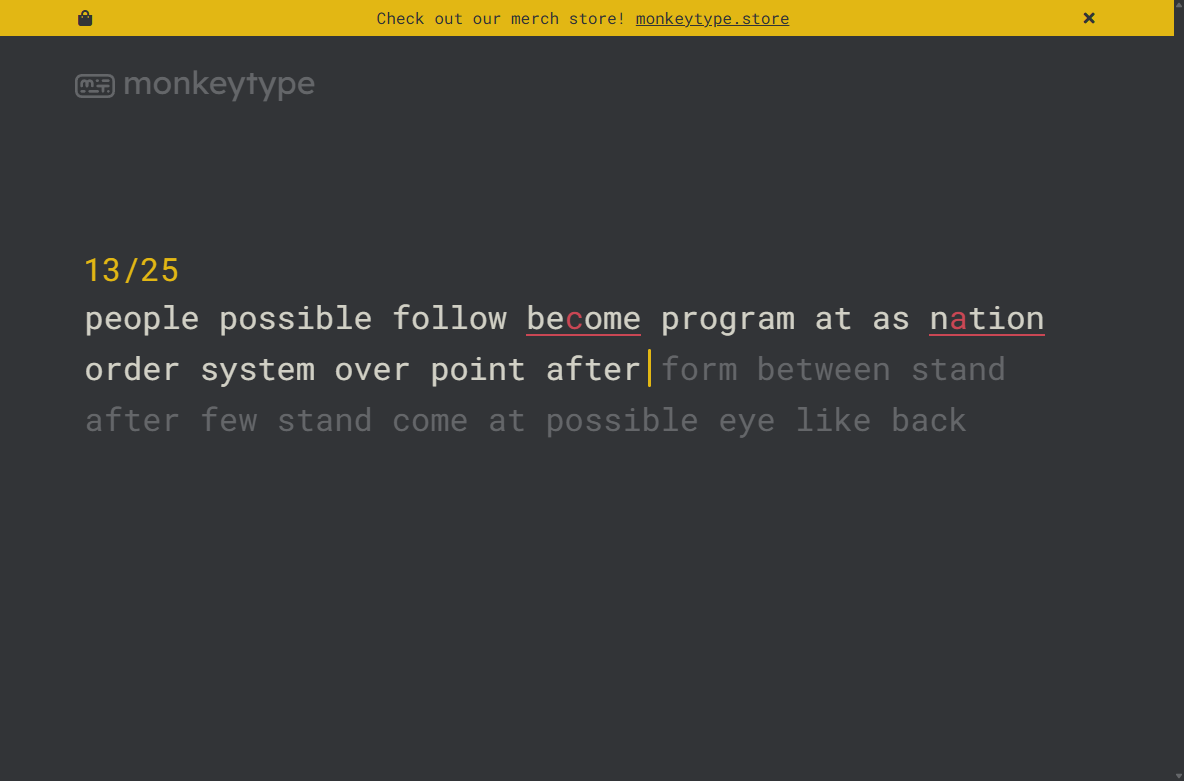 Check out our merch store! monkeytype.store
monkeytype
13/25
people possible follow become program at as nation
order system over point after form between stand
after few stand come at possible eye like back